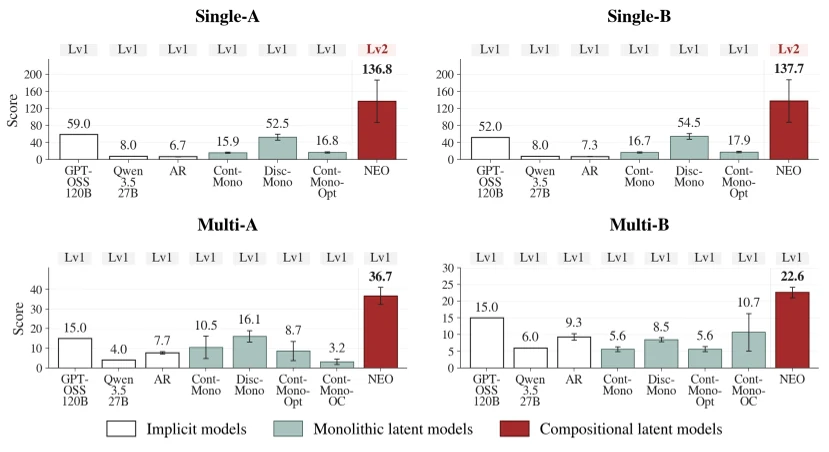 Single-A
Lv1 Lv1 Lv1 Lv1 Lv1 Lv1 Lv2
Score
200
160
120
80
40
0
59.0 8.0 6.7 15.9 52.5 16.8 136.8
GPT-OSS 120B
Qwen 3.5 27B
AR
Cont-Mono
Disc-Mono
Cont-Mono-Opt
NEO
Single-B
Lv1 Lv1 Lv1 Lv1 Lv1 Lv1 Lv2
200
160
120
80
40
0
52.0 8.0 7.3 16.7 54.5 17.9 137.7
GPT-OSS 120B
Qwen 3.5 27B
AR
Cont-Mono
Disc-Mono
Cont-Mono-Opt
NEO
Multi-A
Lv1 Lv1 Lv1 Lv1 Lv1 Lv1 Lv1 Lv1
Score
40
30
20
10
0
15.0 4.0 7.7 10.5 16.1 8.7 3.2 36.7
GPT-OSS 120B
Qwen 3.5 27B
AR
Cont-Mono
Disc-Mono
Cont-Mono-Opt
Cont-Mono-OC
NEO
Multi-B
Lv1 Lv1 Lv1 Lv1 Lv1 Lv1 Lv1 Lv1
30
25
20
15
10
5
0
15.0 6.0 9.3 5.6 8.5 5.6 10.7 22.6
GPT-OSS 120B
Qwen 3.5 27B
AR
Cont-Mono
Disc-Mono
Cont-Mono-Opt
Cont-Mono-OC
NEO
Implicit models
Monolithic latent models
Compositional latent models